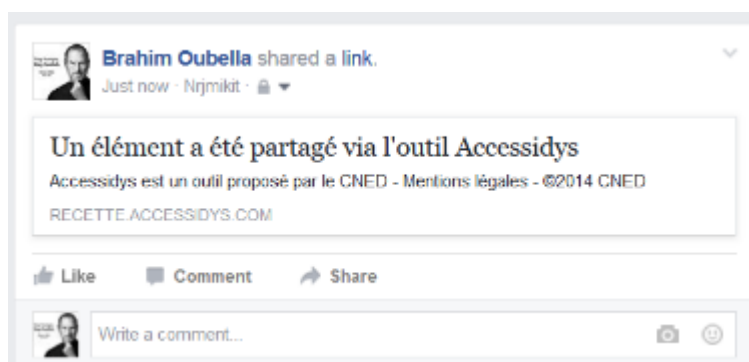 Brahim Oubella shared a link.
Just now · Nrjmikit ·
Un élément a été partagé via l'outil Accessidys
Accessidys est un outil proposé par le CNED - Mentions légales - ©2014 CNED
RECETTE.ACCESSIDYS.COM
Like Comment Share
Write a comment...